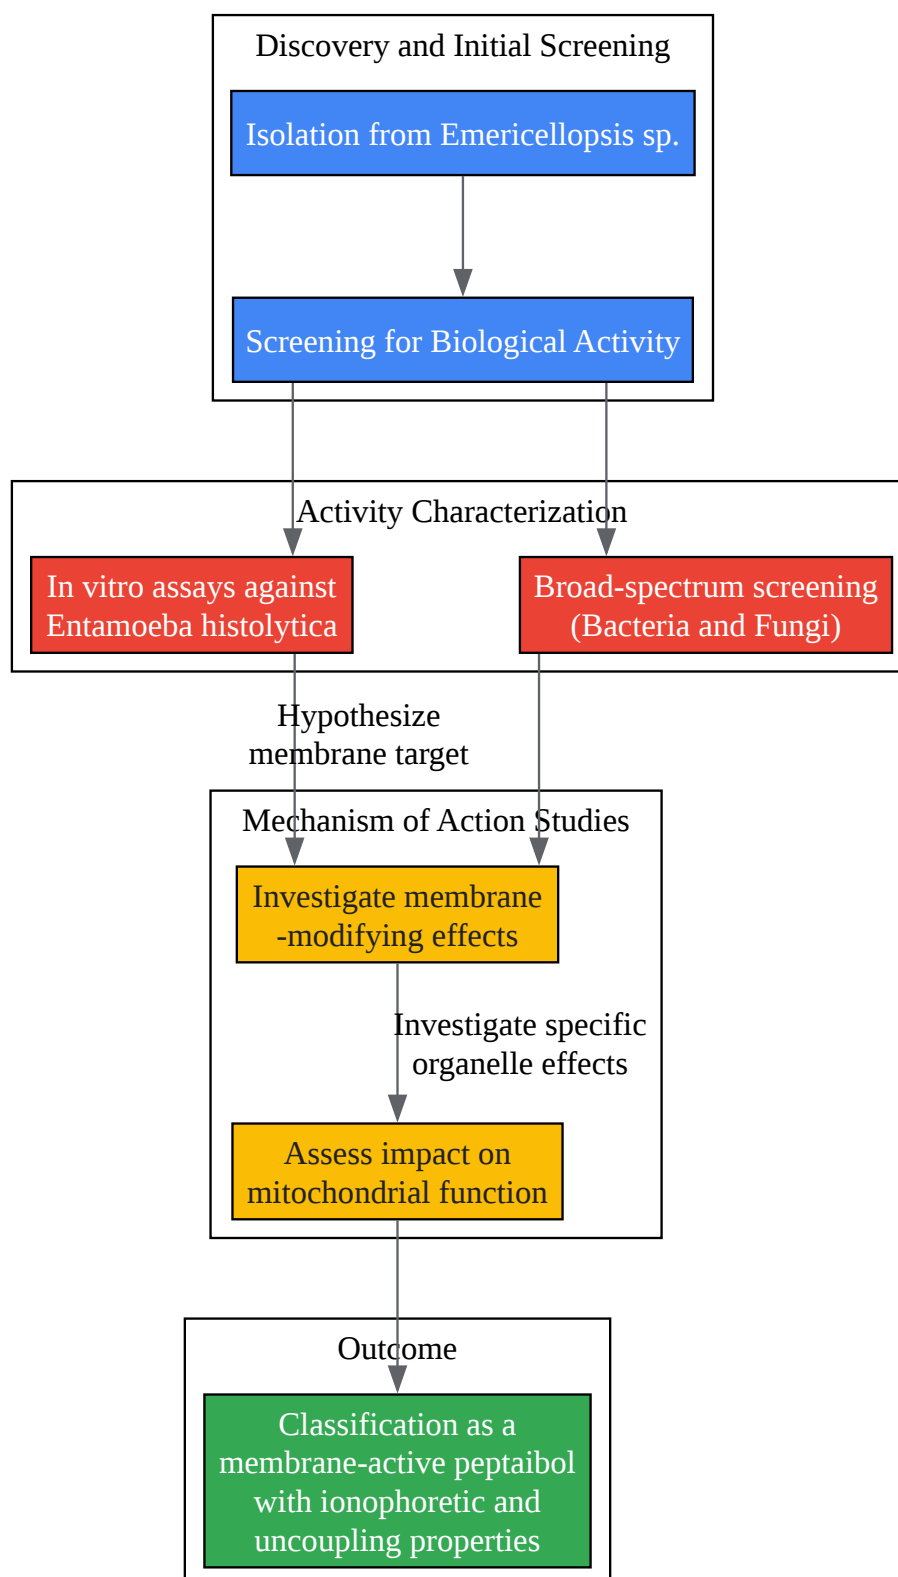 Discovery and Initial Screening
Isolation from Emericellopsis sp.
Screening for Biological Activity
Activity Characterization
In vitro assays against
Entamoeba histolytica
Broad-spectrum screening
(Bacteria and Fungi)
Hypothesize
membrane target
Mechanism of Action Studies
Investigate membrane
-modifying effects
Investigate specific
organelle effects
Assess impact on
mitochondrial function
Outcome
Classification as a
membrane-active peptaibol
with ionophoretic and
uncoupling properties